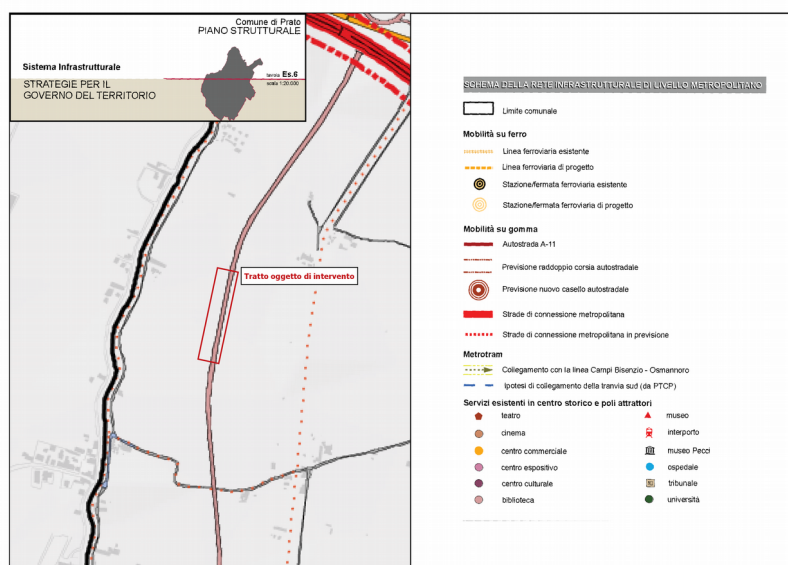 Comune di Prato
PIANO STRUTTURALE
Sistema Infrastrutturale
tavola Es.6
scala 1:20.000
STRATEGIE PER IL
GOVERNO DEL TERRITORIO
Tratto oggetto di intervento
SCHEMA DELLA RETE INFRASTRUTTURALE DI LIVELLO METROPOLITANO
Limite comunale
Mobilità su ferro
Linea ferroviaria esistente
Linea ferroviaria di progetto
Stazione/fermata ferroviaria esistente
Stazione/fermata ferroviaria di progetto
Mobilità su gomma
Autostrada A-11
Previsione raddoppio corsia autostradale
Previsione nuovo casello autostradale
Strade di connessione metropolitana
Strade di connessione metropolitana in previsione
Metrotram
Collegamento con la linea Campi Bisenzio - Osmannoro
Ipotesi di collegamento della tranvia sud (da PTCP)
Servizi esistenti in centro storico e poli attrattori
teatro
cinema
centro commerciale
centro espositivo
centro culturale
biblioteca
museo
interporto
museo Pecci
ospedale
tribunale
università